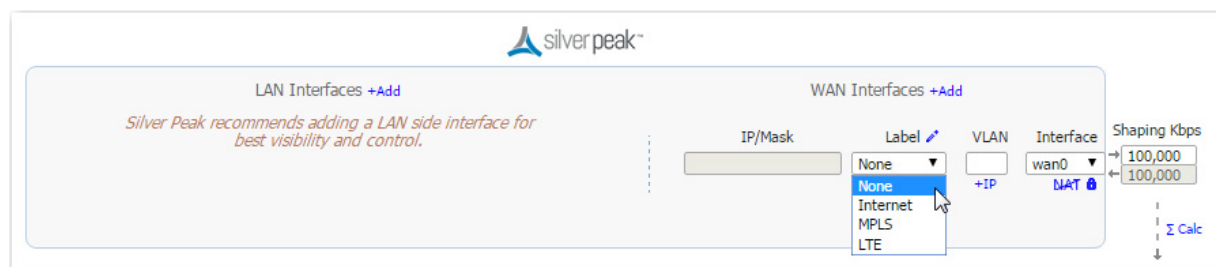 silver peak™
LAN Interfaces +Add
Silver Peak recommends adding a LAN side interface for
best visibility and control.
WAN Interfaces +Add
IP/Mask Label VLAN Interface Shaping Kbps
None wan0 100,000
100,000
None +IP NAT
Internet
MPLS
LTE
Σ Calc